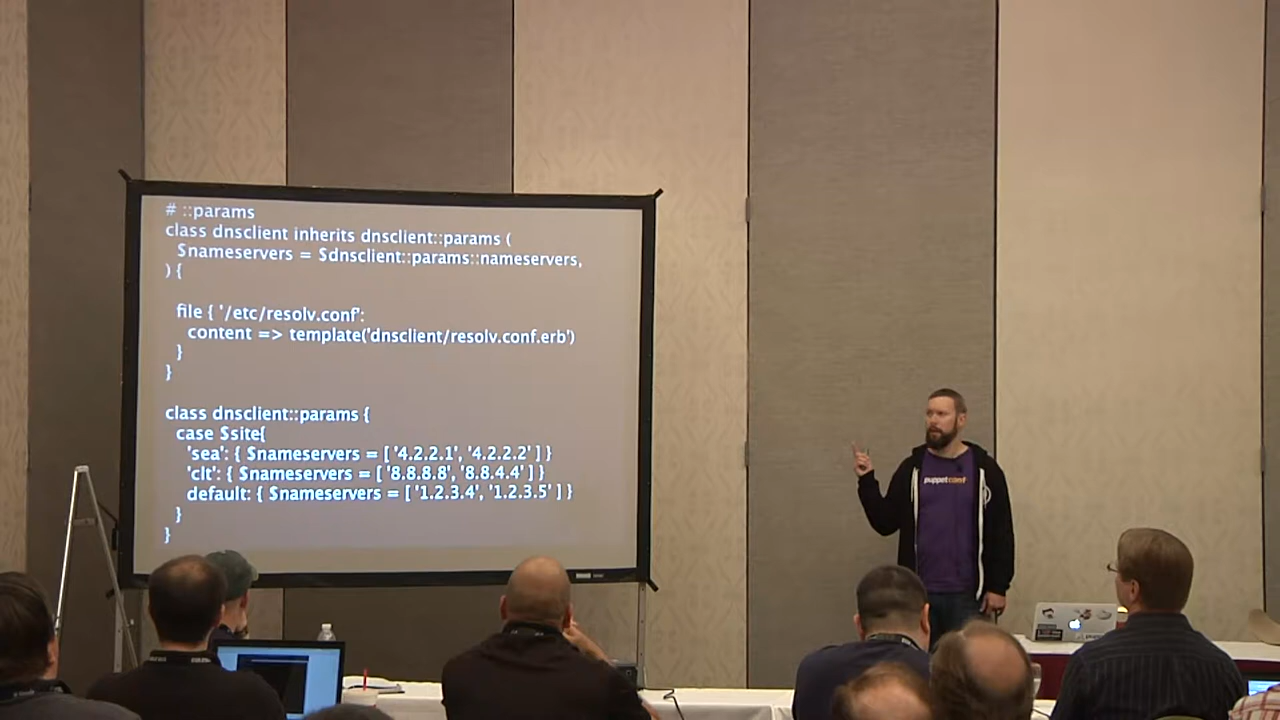 # ::params
class dnsclient inherits dnsclient::params (
$nameservers = $dnsclient::params::nameservers,
) {
file { '/etc/resolv.conf':
content => template('dnsclient/resolv.conf.erb')
}
}
class dnsclient::params {
case $site{
'sea': { $nameservers = [ '4.2.2.1', '4.2.2.2' ] }
'clt': { $nameservers = [ '8.8.8.8', '8.8.4.4' ] }
default: { $nameservers = [ '1.2.3.4', '1.2.3.5' ] }
}
}
puppetconf